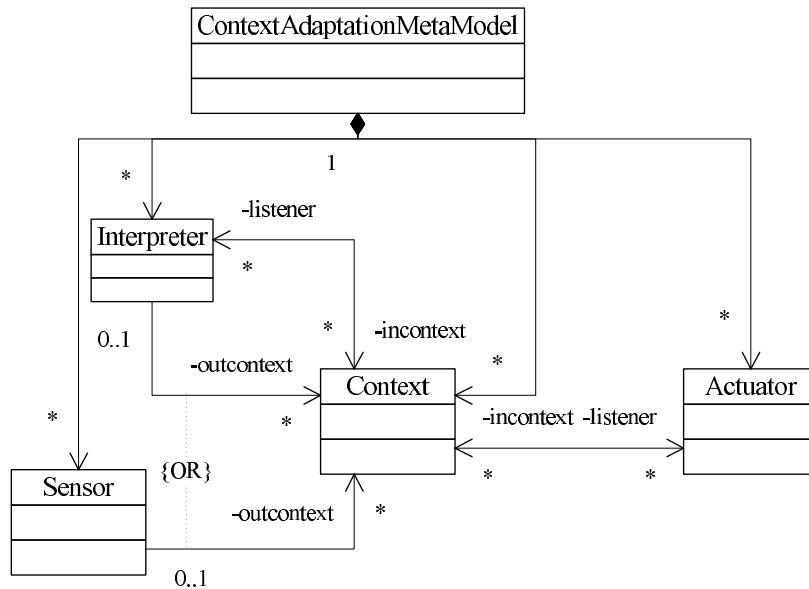 ContextAdaptationMetaModel
1
*
-listener
Interpreter
*
*
0..1
*
-incontext
-outcontext
*
Context
Actuator
*
*
-incontext -listener
{OR}
*
*
Sensor
-outcontext
*
0..1